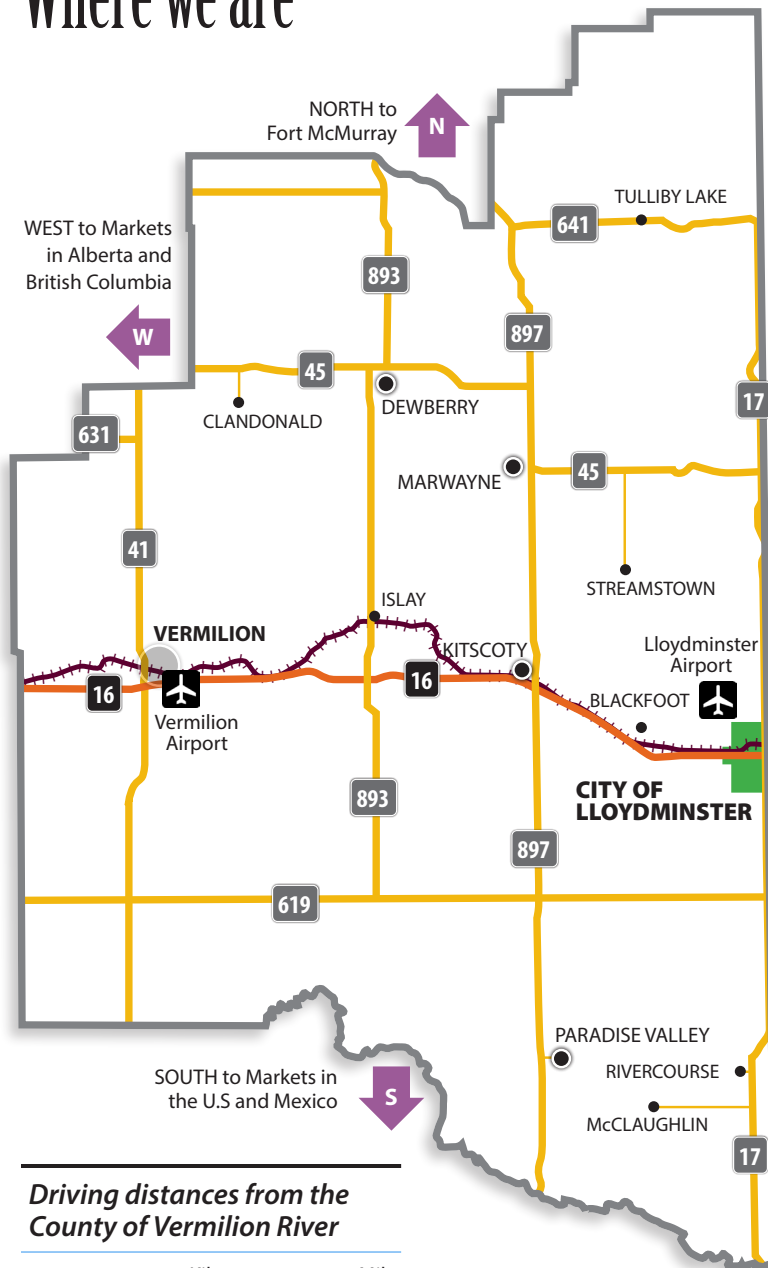 Where we are
NORTH to
Fort McMurray
N
WEST to Markets
in Alberta and
British Columbia
W
TULLIBY LAKE
641
893
897
45
17
CLANDONALD
DEWBERRY
631
MARWAYNE
45
41
STREAMSTOWN
ISLAY
VERMILION
KITSCOTY
Lloydminster
Airport
16
16
BLACKFOOT
Vermilion
Airport
CITY OF
LLOYDMINSTER
893
897
619
PARADISE VALLEY
RIVERCOURSE
SOUTH to Markets in
the U.S and Mexico
S
McCLAUGHLIN
17
Driving distances from the
County of Vermilion River